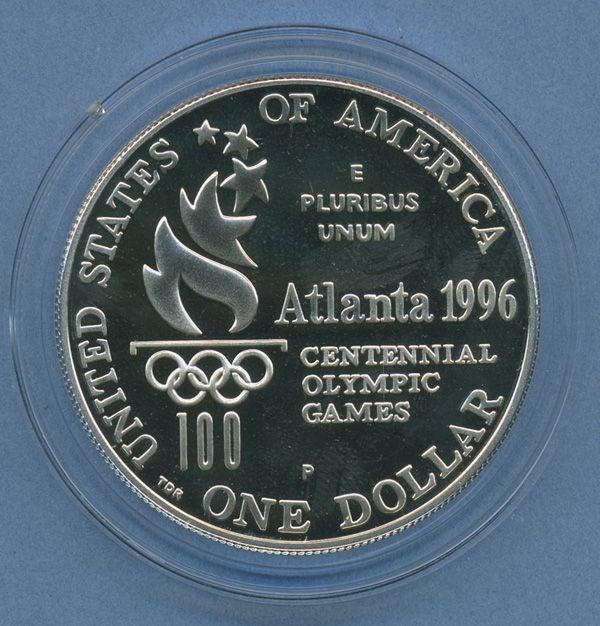 UNITED STATES OF AMERICA
E
PLURIBUS
UNUM
Atlanta 1996
CENTENNIAL
OLYMPIC
GAMES
100
P
TDR
ONE DOLLAR